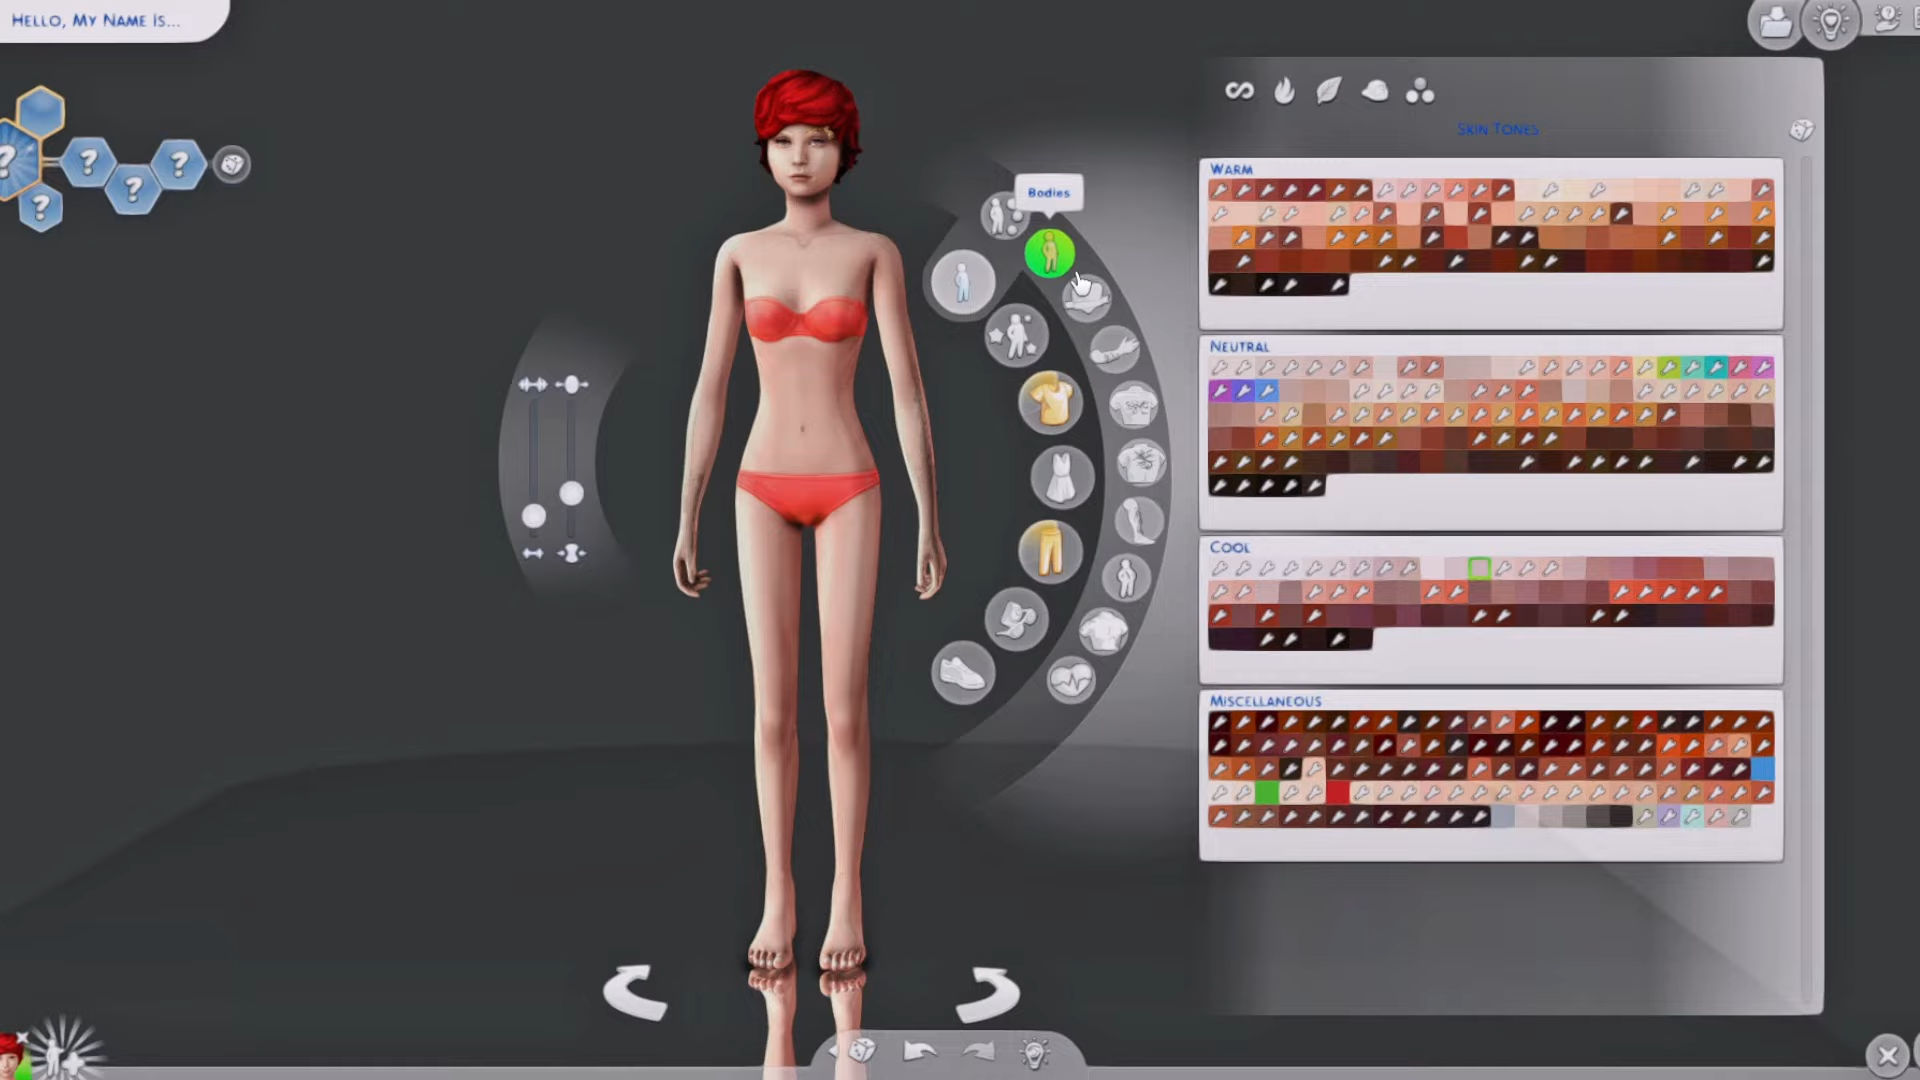 Hello, My Name Is...
Bodies
Skin Tones
Warm
Neutral
Cool
Miscellaneous